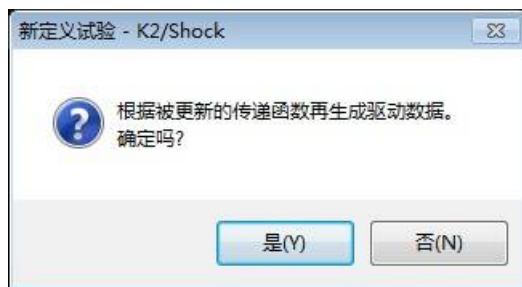 新定义试验 - K2/Shock
根据被更新的传递函数再生成驱动数据。
确定吗?
是(Y)
否(N)